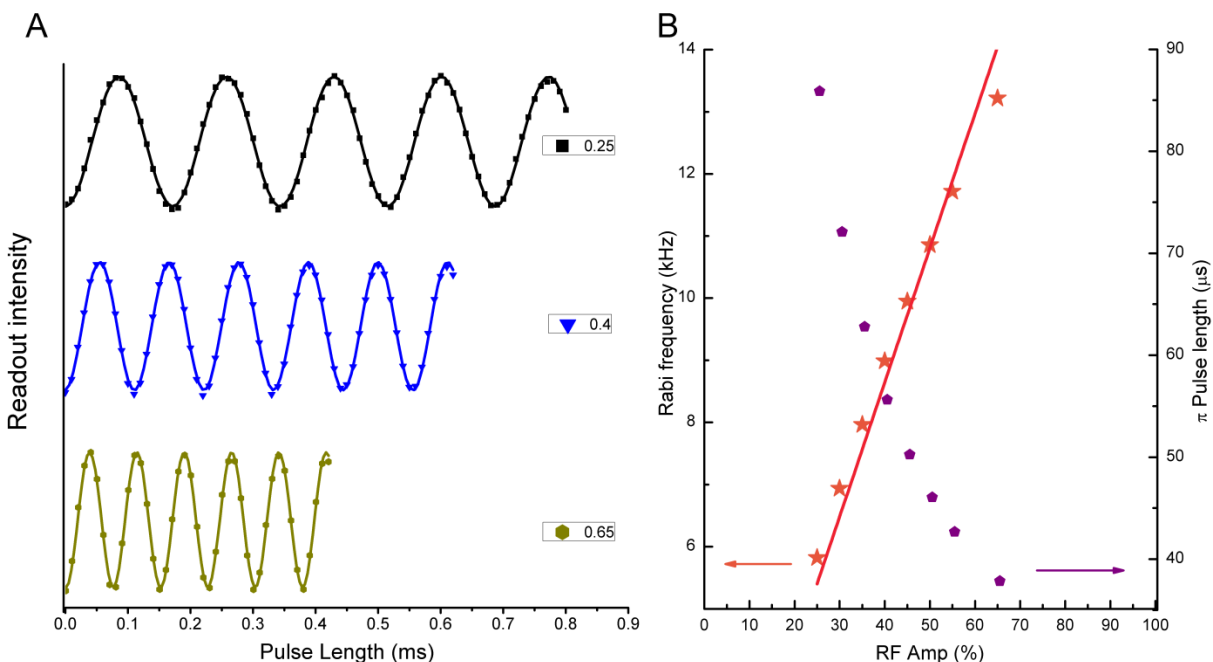 A
Readout intensity
0.25
0.4
0.65
0.0 0.1 0.2 0.3 0.4 0.5 0.6 0.7 0.8 0.9
Pulse Length (ms)
B
Rabi frequency (kHz)
14
12
10
8
6
90
80
70
60
50
40
π Pulse length (μs)
0 10 20 30 40 50 60 70 80 90 100
RF Amp (%)